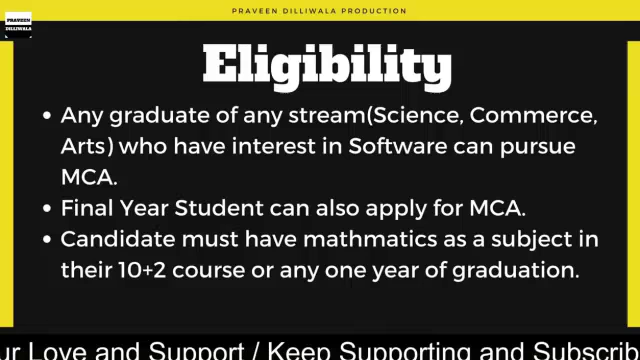 PRAVEEN DILLIWALA PRODUCTION
PRAVEEN
DILLIWALA
Eligibility
• Any graduate of any stream(Science, Commerce,
Arts) who have interest in Software can pursue
MCA.
• Final Year Student can also apply for MCA.
• Candidate must have mathmatics as a subject in
their 10+2 course or any one year of graduation.
ur Love and Support / Keep Supporting and Subscrib